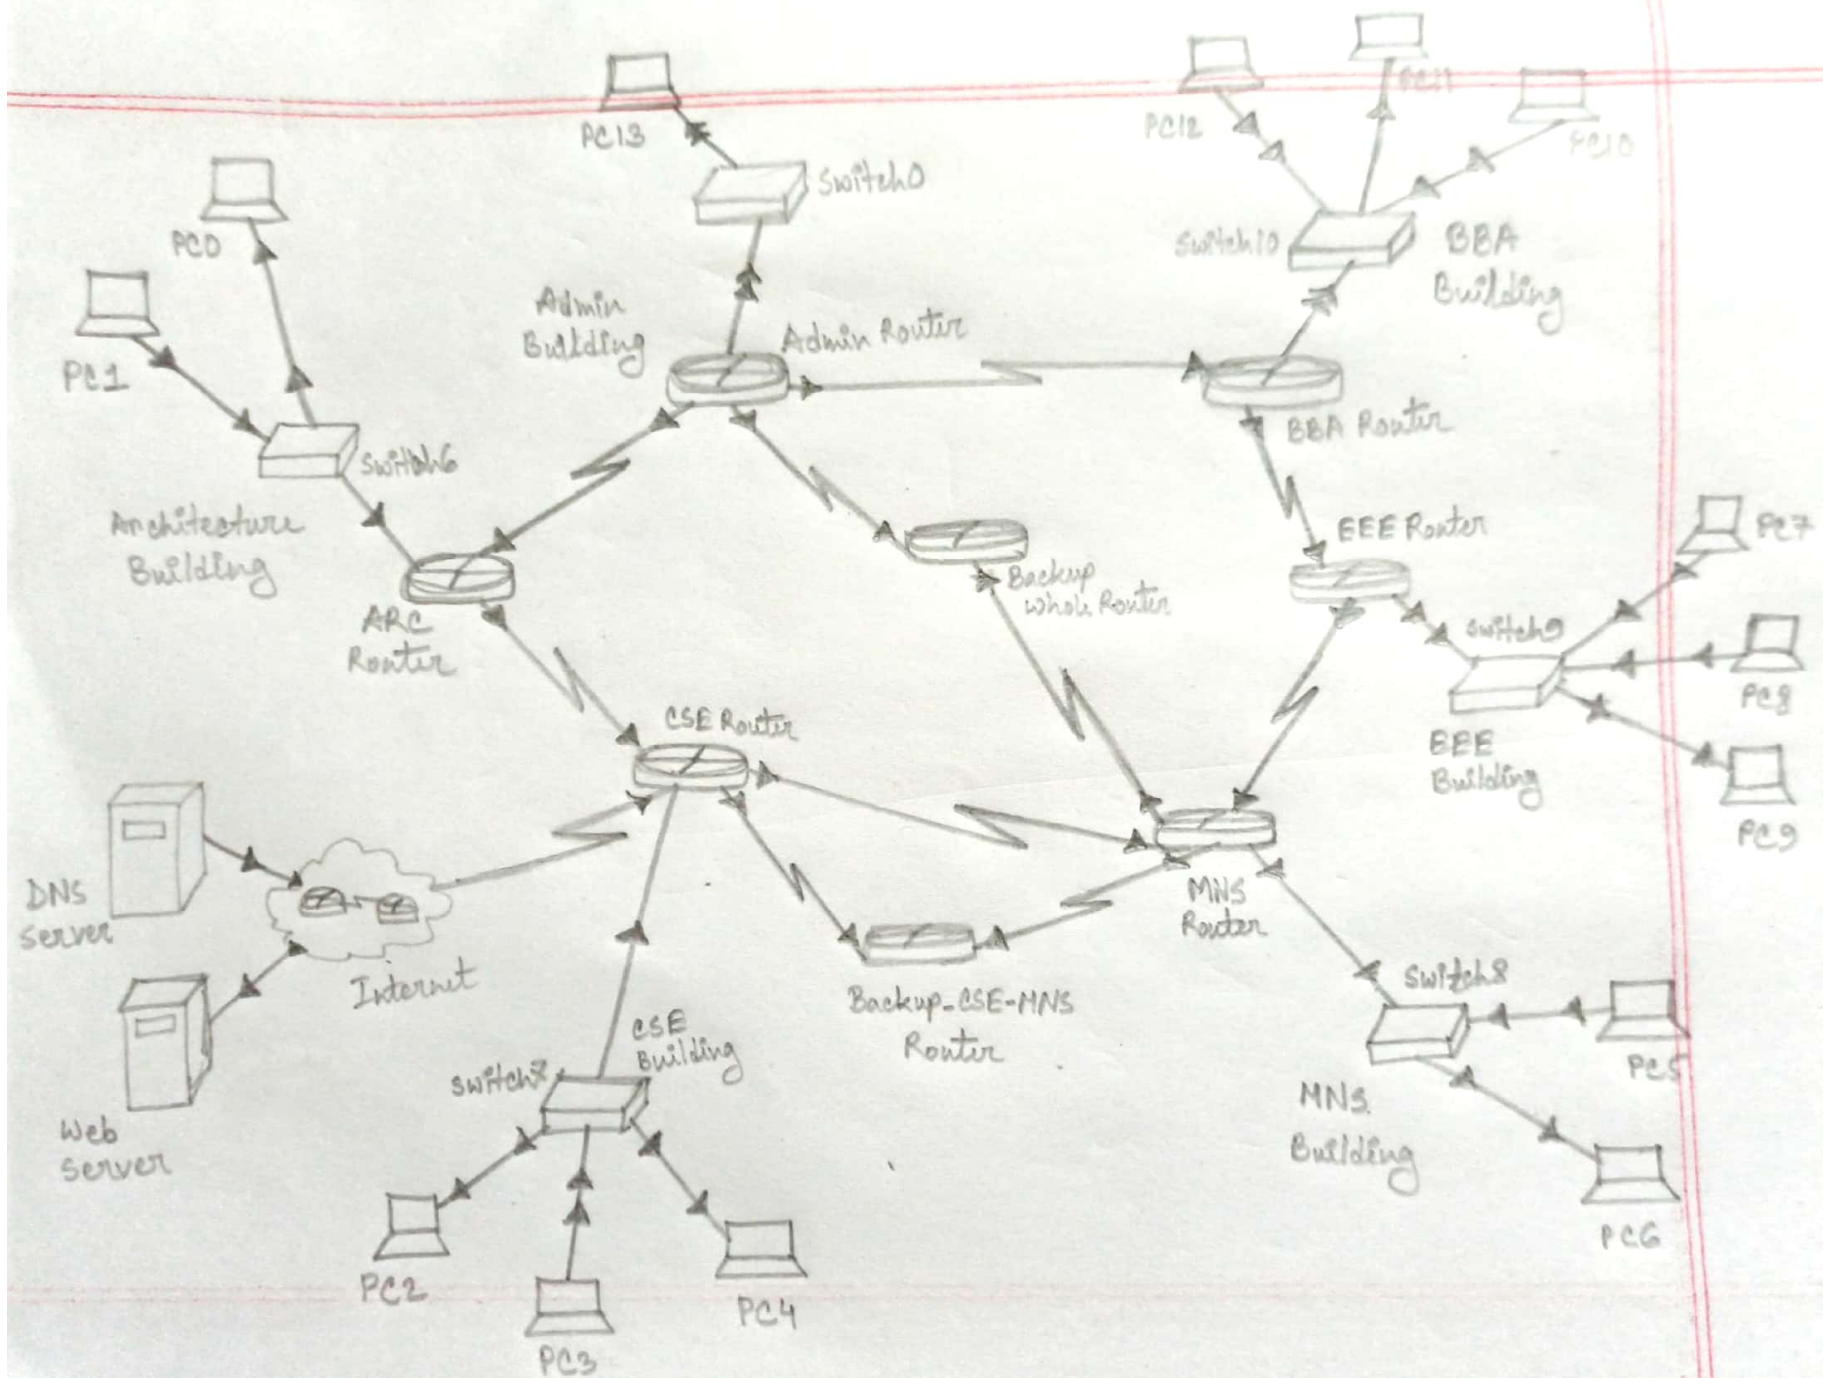 PC13
Switch0
PC12
PC11
PC10
Switch10
BBA
Building
PC0
PC1
Admin
Building
Admin Router
BBA Router
Switch6
Architecture
Building
ARC
Router
Backup
Whole Router
EEE Router
PC7
Switch9
PC8
EEE
Building
PC9
CSE Router
DNS
Server
Internet
MNS
Router
Switch8
PC5
Backup-CSE-MNS
Router
CSE
Building
Switch7
Web
Server
MNS
Building
PC6
PC2
PC4
PC3